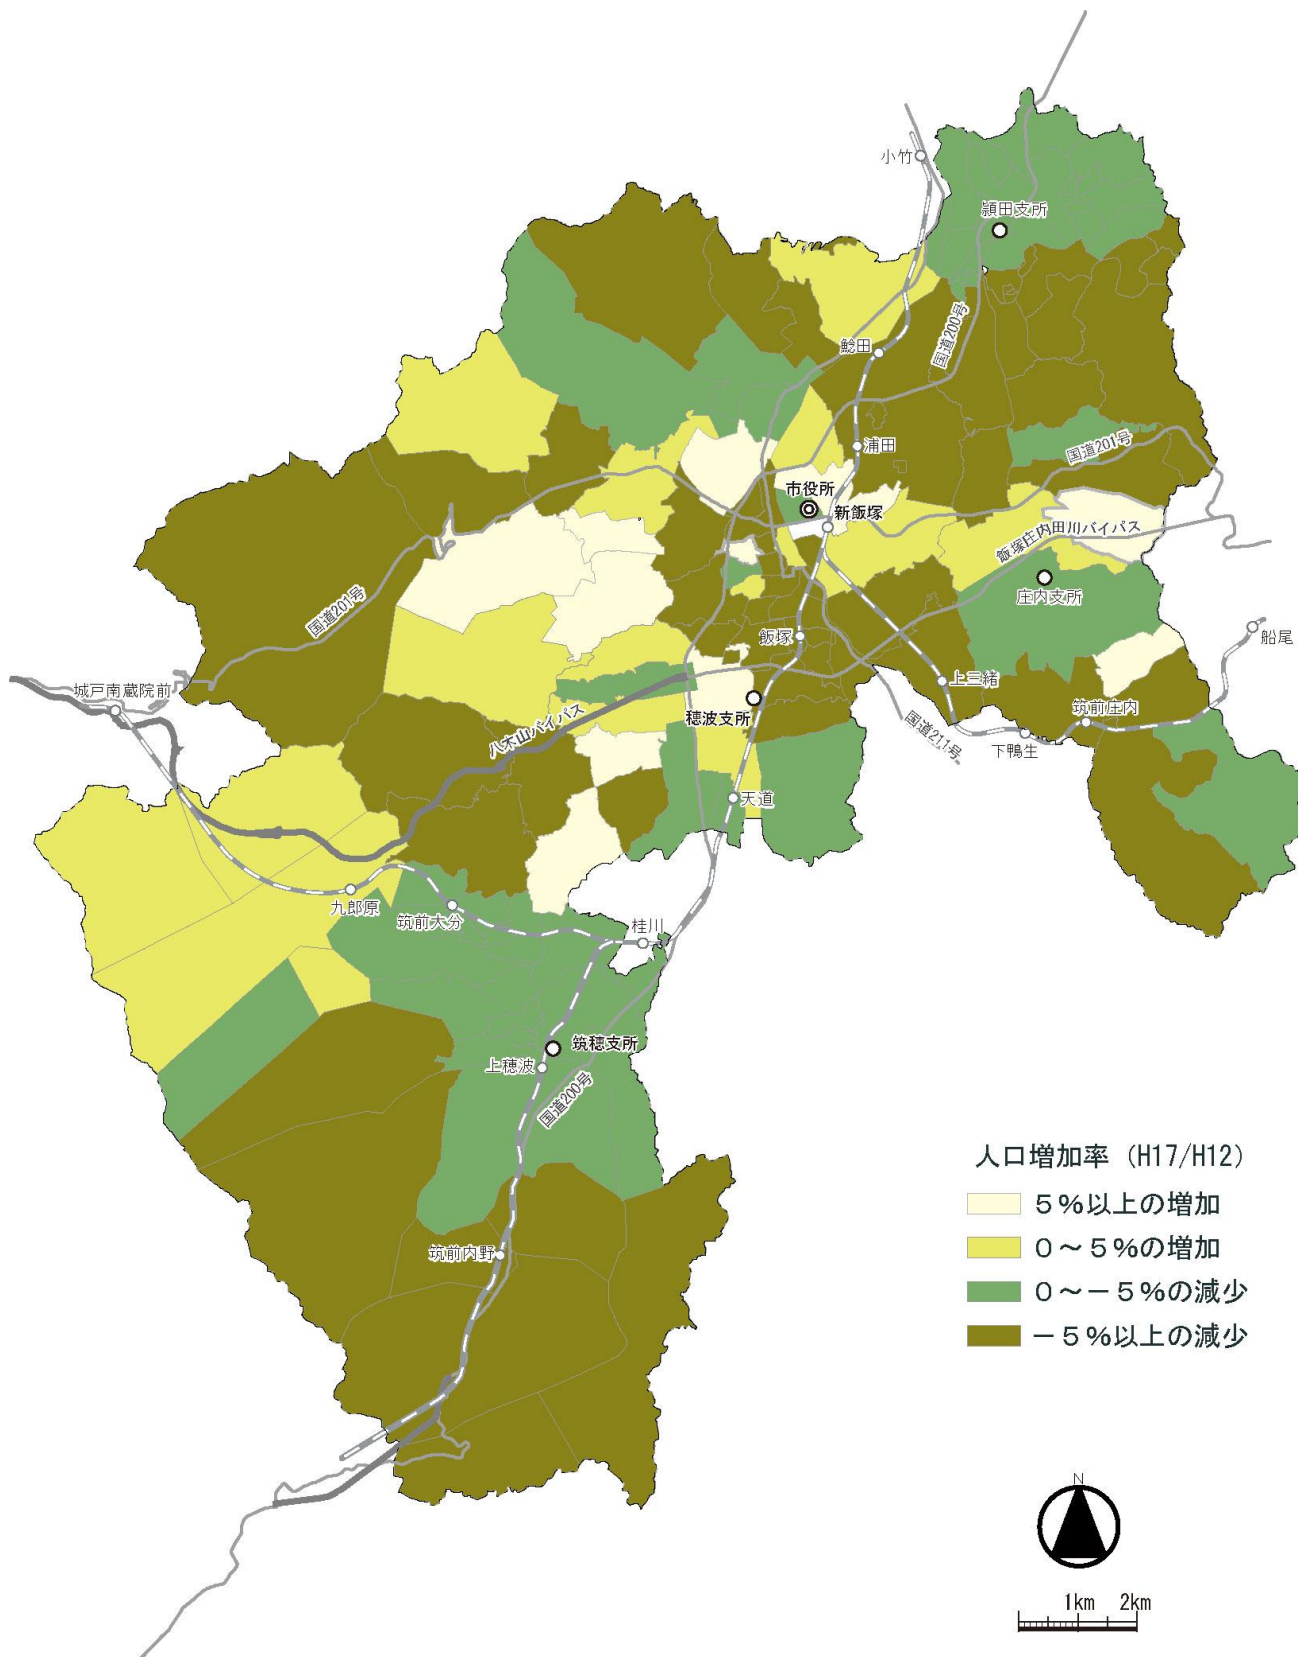 小竹
頴田支所
国道200号
鯰田
浦田
国道201号
市役所
新飯塚
飯塚庄内田川バイパス
庄内支所
国道201号
飯塚
船尾
城戸南蔵院前
上三緒
穂波支所
筑前庄内
国道211号
下鴨生
八木山バイパス
天道
九郎原
筑前大分
桂川
筑穂支所
上穂波
国道200号
人口増加率（H17/H12）
５％以上の増加
０～５％の増加
０～－５％の減少
－５％以上の減少
筑前内野
N
1km 2km